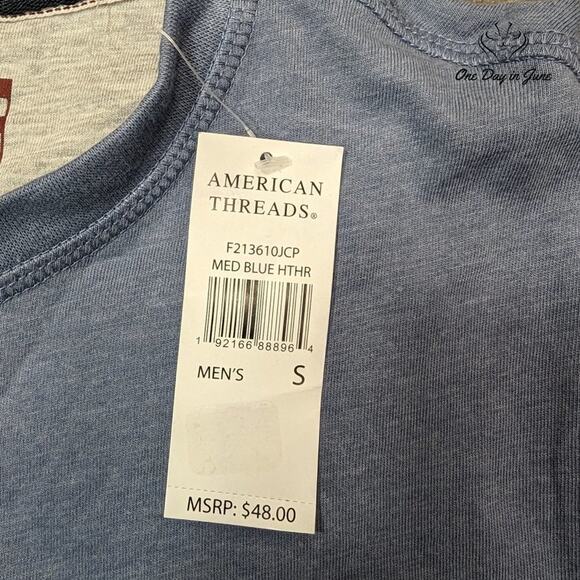 One Day in June
AMERICAN
THREADS®
F213610JCP
MED BLUE HTHR
1 92166 88896 4
MEN'S S
MSRP: $48.00